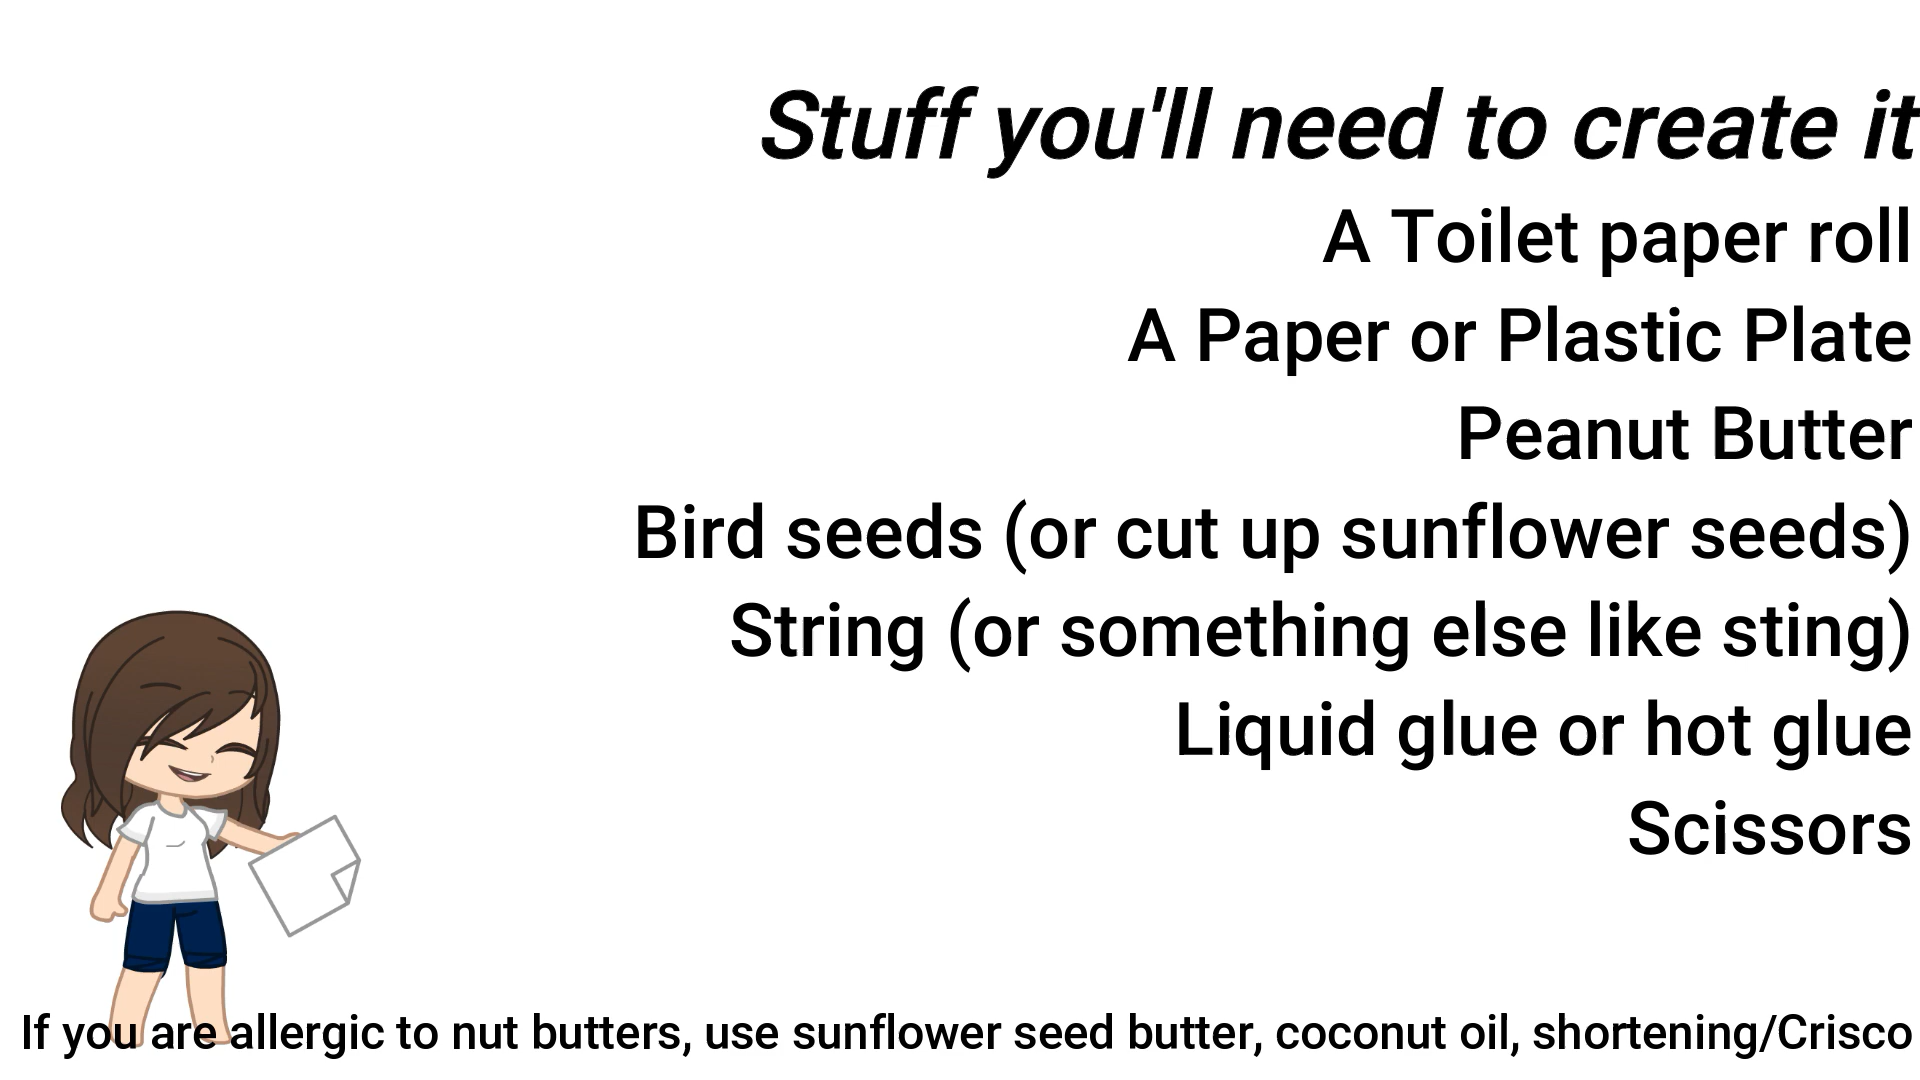 Stuff you'll need to create it
A Toilet paper roll
A Paper or Plastic Plate
Peanut Butter
Bird seeds (or cut up sunflower seeds)
String (or something else like sting)
Liquid glue or hot glue
Scissors
If you are allergic to nut butters, use sunflower seed butter, coconut oil, shortening/Crisco